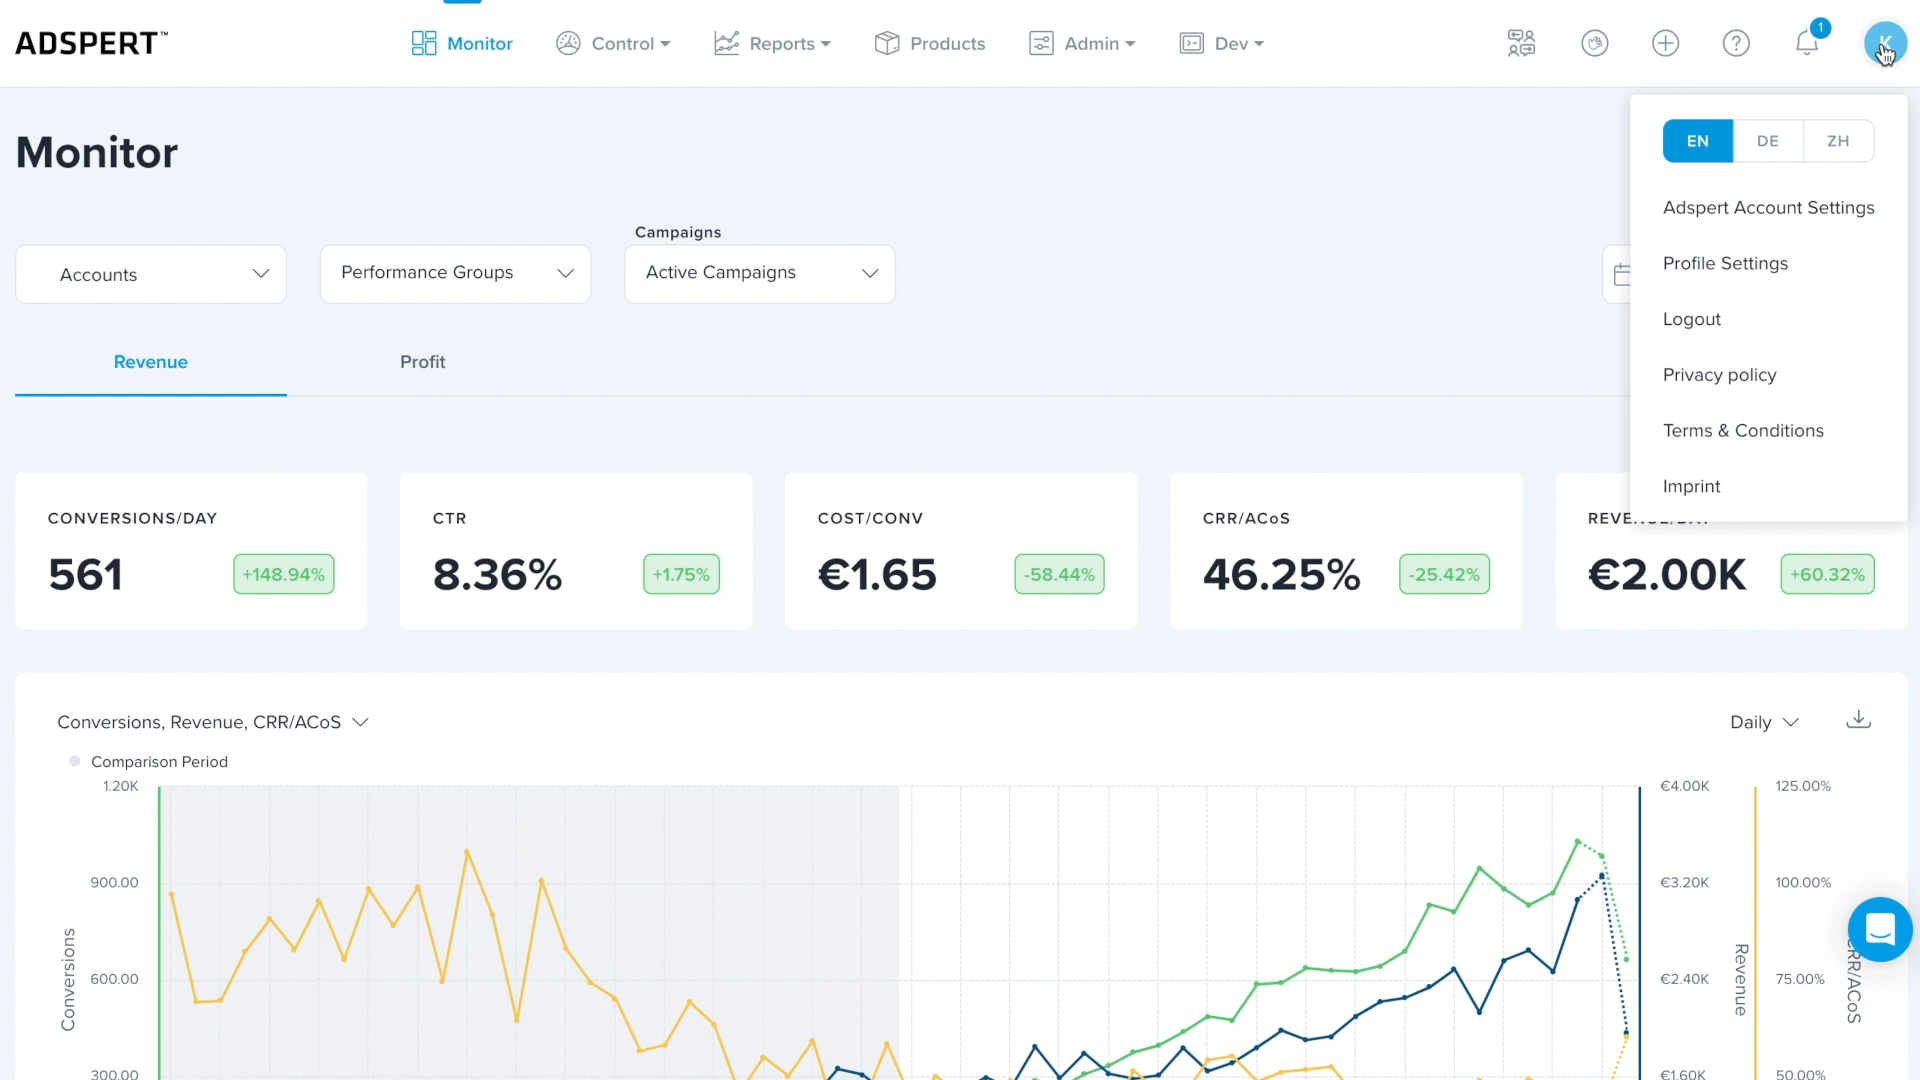 ADSPERT™
Monitor
Control
Reports
Products
Admin
Dev
1
K
EN
DE
ZH
Adspert Account Settings
Profile Settings
Logout
Privacy policy
Terms & Conditions
Imprint
Monitor
Campaigns
Accounts
Performance Groups
Active Campaigns
Revenue
Profit
CONVERSIONS/DAY
561
+148.94%
CTR
8.36%
+1.75%
COST/CONV
€1.65
-58.44%
CRR/ACoS
46.25%
-25.42%
REVENUE/DAY
€2.00K
+60.32%
Conversions, Revenue, CRR/ACoS
Daily
Comparison Period
1.20K
900.00
600.00
300.00
Conversions
€4.00K
€3.20K
€2.40K
€1.60K
Revenue
125.00%
100.00%
75.00%
50.00%
CRR/ACoS